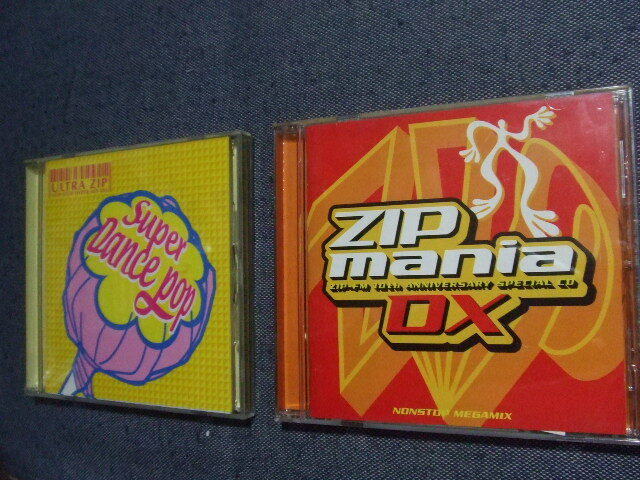 ULTRA ZIP
Super
Dance pop
ZIP
mania
ZIP-FM 10TH ANNIVERSARY SPECIAL CD
DX
NONSTOP MEGAMIX